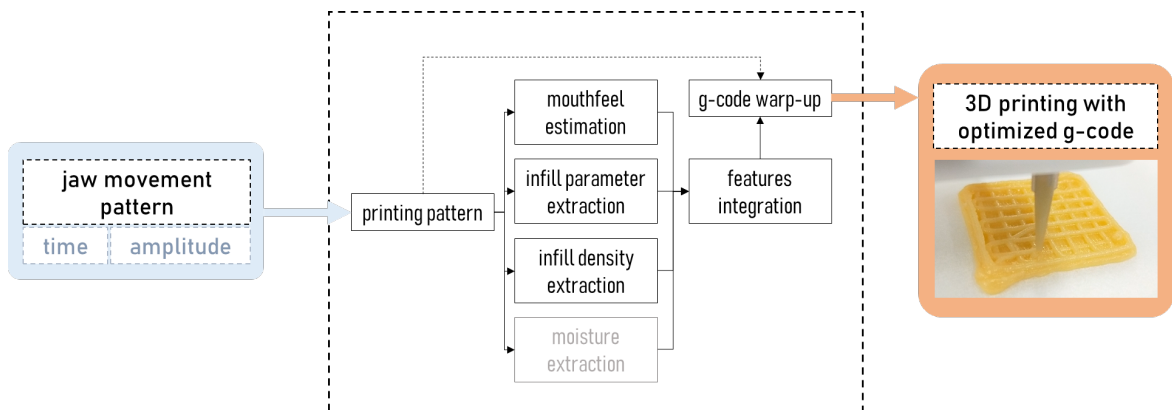 jaw movement
pattern
time
amplitude
printing pattern
mouthfeel
estimation
infill parameter
extraction
infill density
extraction
moisture
extraction
g-code warp-up
features
integration
3D printing with
optimized g-code